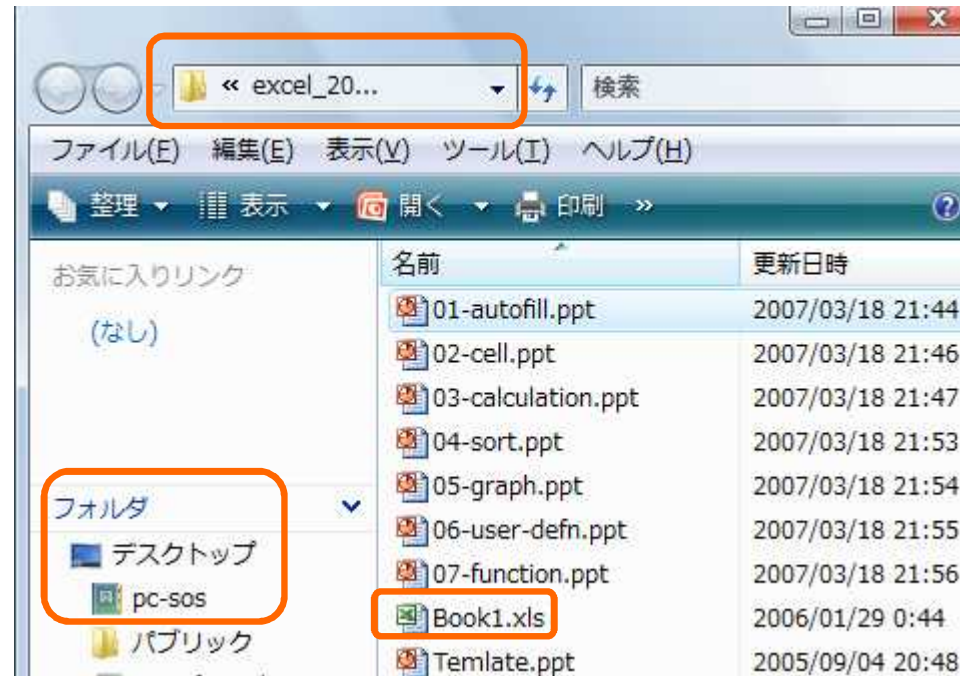 « excel_20... 検索
ファイル(F) 編集(E) 表示(V) ツール(T) ヘルプ(H)
整理 表示 開く 印刷 »
お気に入りリンク
(なし)
フォルダ
デスクトップ
pc-sos
パブリック
名前 更新日時
01-autofill.ppt 2007/03/18 21:44
02-cell.ppt 2007/03/18 21:46
03-calculation.ppt 2007/03/18 21:47
04-sort.ppt 2007/03/18 21:53
05-graph.ppt 2007/03/18 21:54
06-user-defn.ppt 2007/03/18 21:55
07-function.ppt 2007/03/18 21:56
Book1.xls 2006/01/29 0:44
Temlate.ppt 2005/09/04 20:48